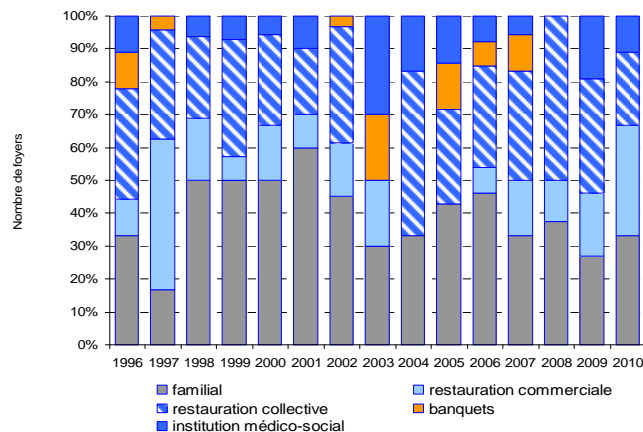 Nombre de foyers
100%
90%
80%
70%
60%
50%
40%
30%
20%
10%
0%
1996 1997 1998 1999 2000 2001 2002 2003 2004 2005 2006 2007 2008 2009 2010
familial restauration commerciale
restauration collective banquets
institution médico-social